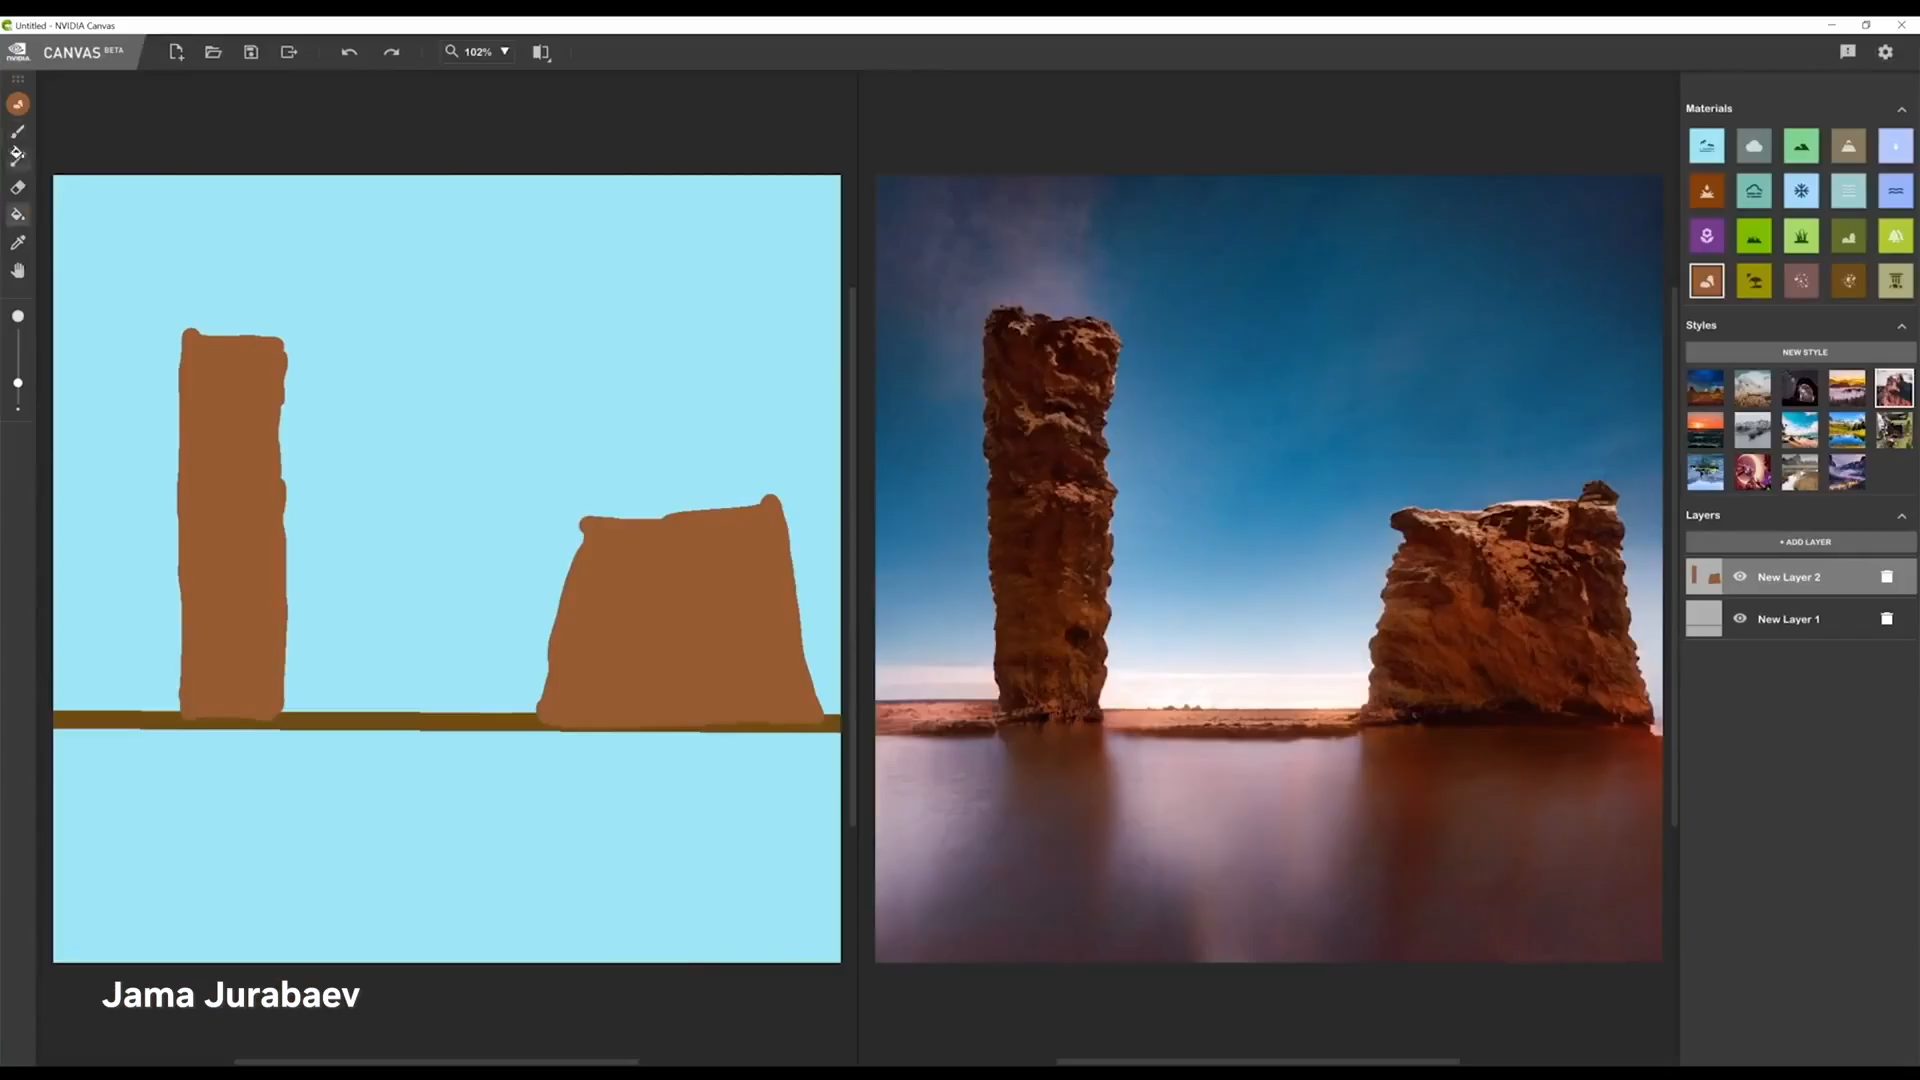 Untitled - NVIDIA Canvas
NVIDIA
CANVAS BETA
102%
Materials
Styles
NEW STYLE
Layers
+ ADD LAYER
New Layer 2
New Layer 1
Jama Jurabaev